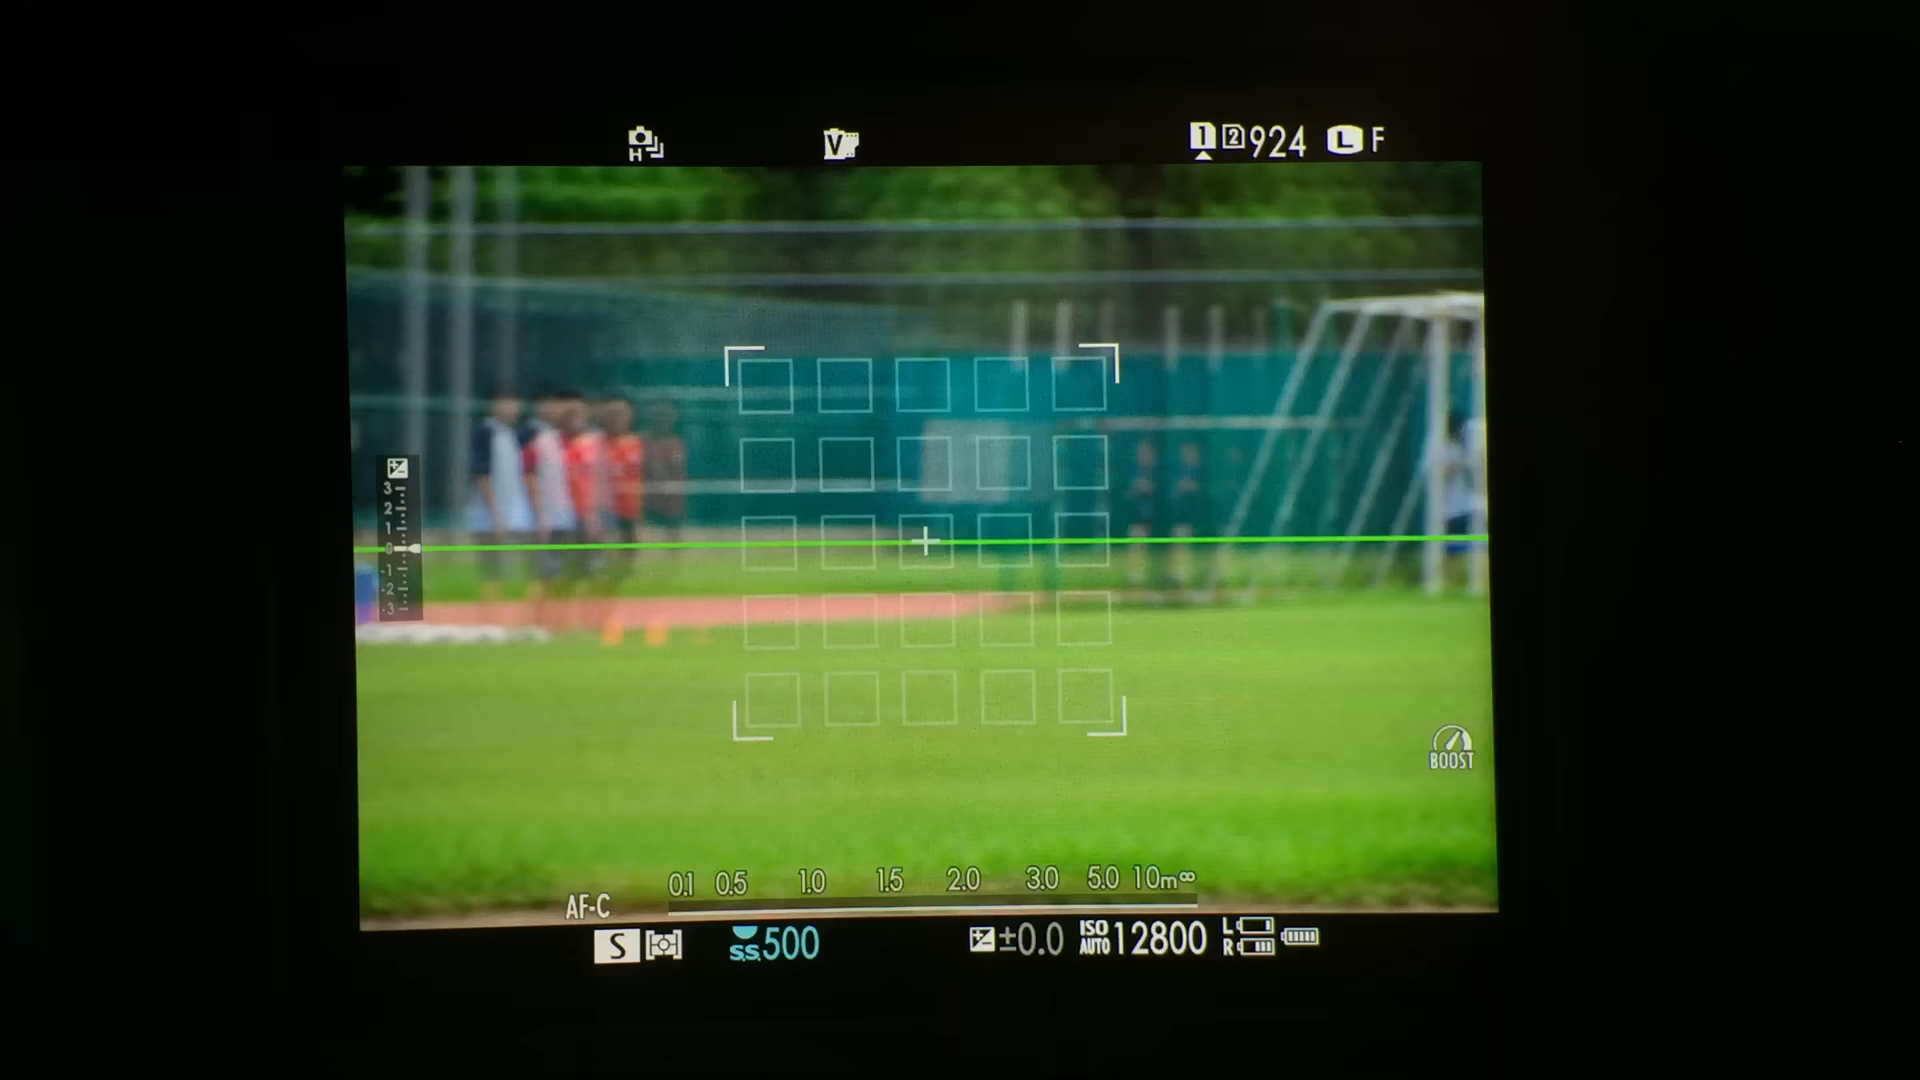 H V 1 2 924 L F
3
2
1
0
-1
-2
-3
BOOST
0.1 0.5 1.0 1.5 2.0 3.0 5.0 10m∞
AF-C
S S.S. 500 ±0.0 ISO AUTO 12800 L R